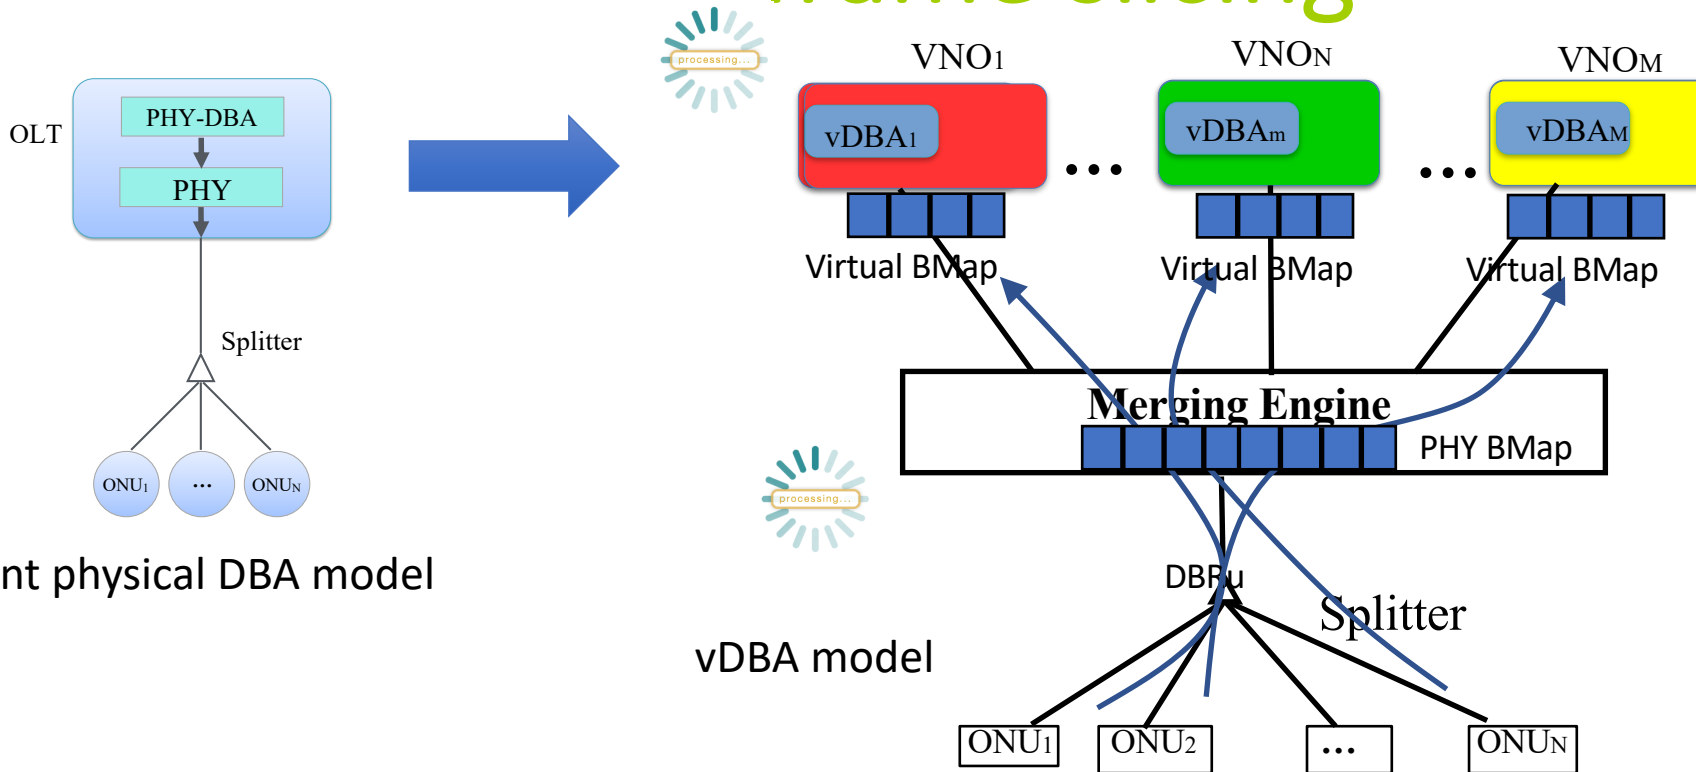 VNO1
VNON
VNOM
processing...
OLT
PHY-DBA
PHY
vDBA1
...
vDBAm
...
vDBAM
Virtual BMap
Virtual BMap
Virtual BMap
Splitter
Merging Engine
PHY BMap
ONU1
...
ONUN
processing...
nt physical DBA model
DBRu
Splitter
vDBA model
ONU1
ONU2
...
ONUN